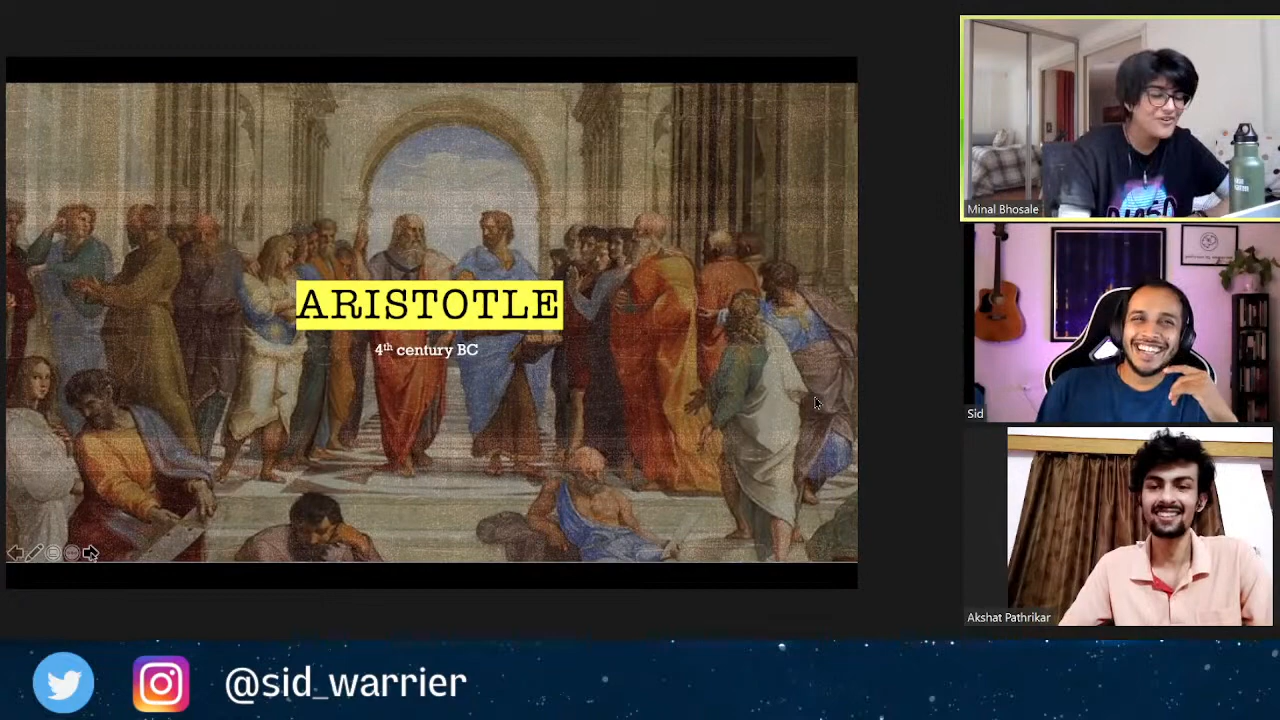 ARISTOTLE
4th century BC
Minal Bhosale
Sid
Akshat Pathrikar
@sid_warrier